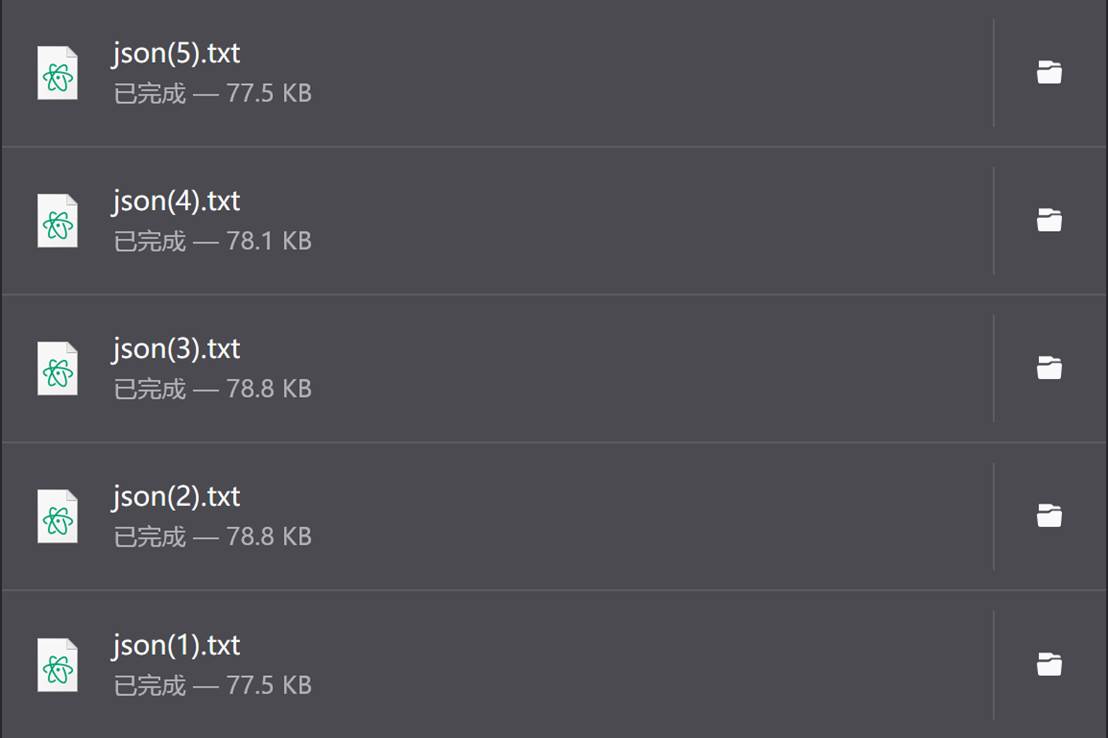 json(5).txt
已完成 — 77.5 KB
json(4).txt
已完成 — 78.1 KB
json(3).txt
已完成 — 78.8 KB
json(2).txt
已完成 — 78.8 KB
json(1).txt
已完成 — 77.5 KB